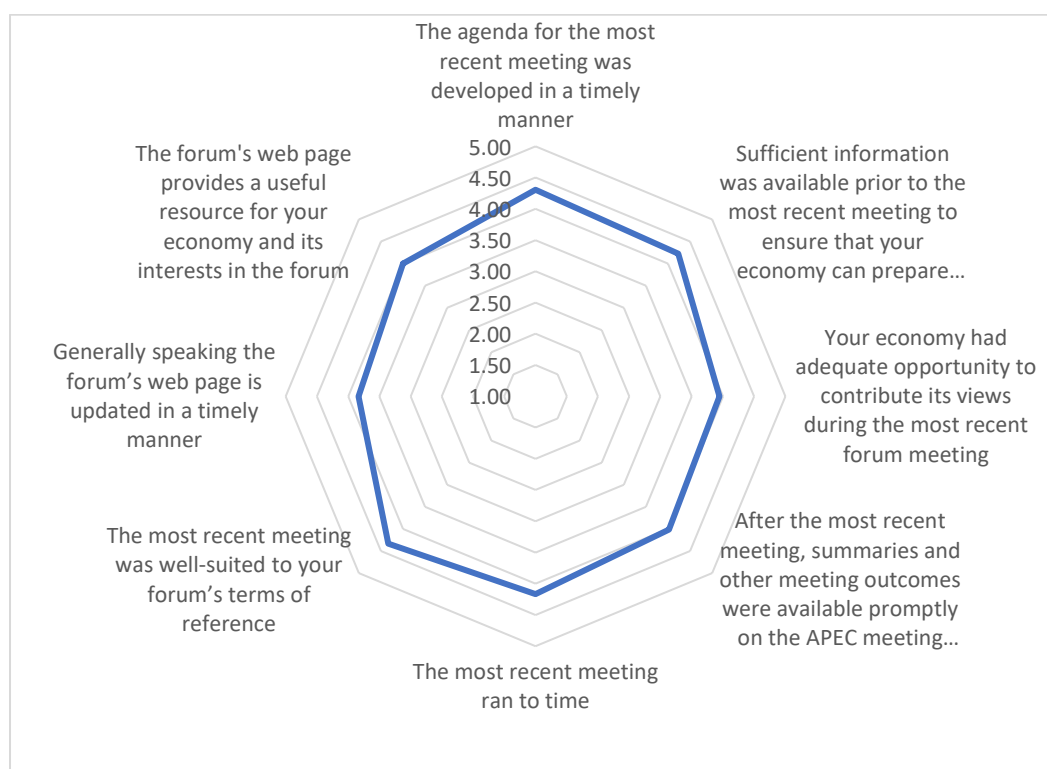 The agenda for the most
recent meeting was
developed in a timely
manner
Sufficient information
was available prior to the
most recent meeting to
ensure that your
economy can prepare…
Your economy had
adequate opportunity to
contribute its views
during the most recent
forum meeting
After the most recent
meeting, summaries and
other meeting outcomes
were available promptly
on the APEC meeting…
The most recent meeting
ran to time
The most recent meeting
was well-suited to your
forum’s terms of
reference
Generally speaking the
forum’s web page is
updated in a timely
manner
The forum's web page
provides a useful
resource for your
economy and its
interests in the forum
5.00
4.50
4.00
3.50
3.00
2.50
2.00
1.50
1.00